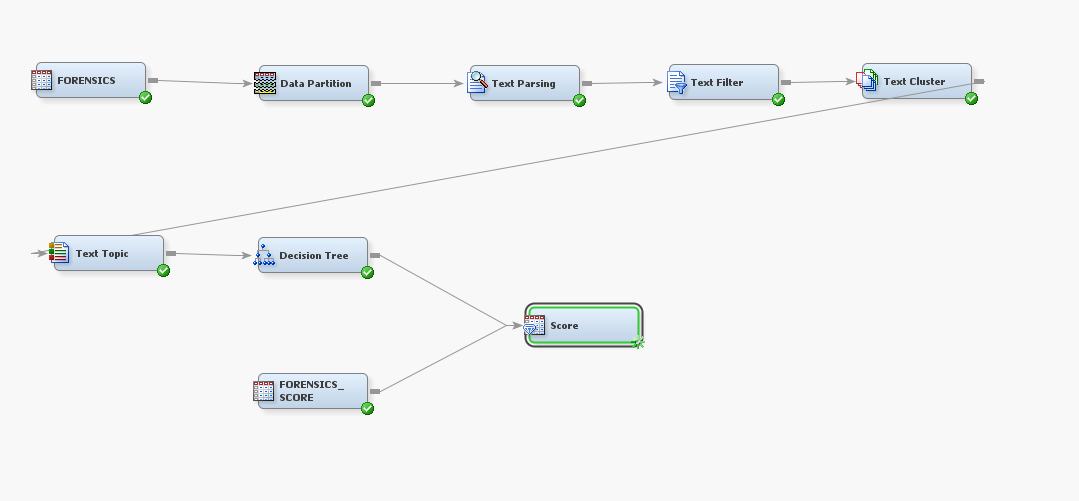 FORENSICS
Data Partition
Text Parsing
Text Filter
Text Cluster
Text Topic
Decision Tree
Score
FORENSICS_
SCORE